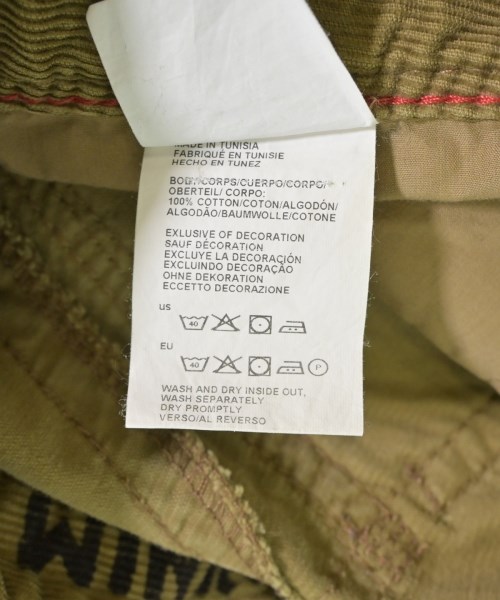 MADE IN TUNISIA
FABRIQUÉ EN TUNISIE
HECHO EN TUNEZ
BODY/CORPS/CUERPO/CORPO/
OBERTEIL/ CORPO:
100% COTTON/COTON/ALGODÓN/
ALGODÃO/BAUMWOLLE/COTONE
EXLUSIVE OF DECORATION
SAUF DÉCORATION
EXCLUYE LA DECORACIÓN
EXCLUINDO DECORAÇÃO
OHNE DEKORATION
ECCETTO DECORAZIONE
US
40
EU
40 P
WASH AND DRY INSIDE OUT,
WASH SEPARATELY
DRY PROMPTLY
VERSO/AL REVERSO